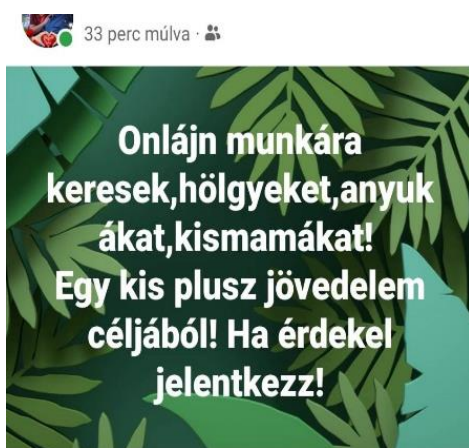 33 perc múlva ·
Onlájn munkára
keresek,hölgyeket,anyuk
ákat,kismamákat!
Egy kis plusz jövedelem
céljából! Ha érdekel
jelentkezz!